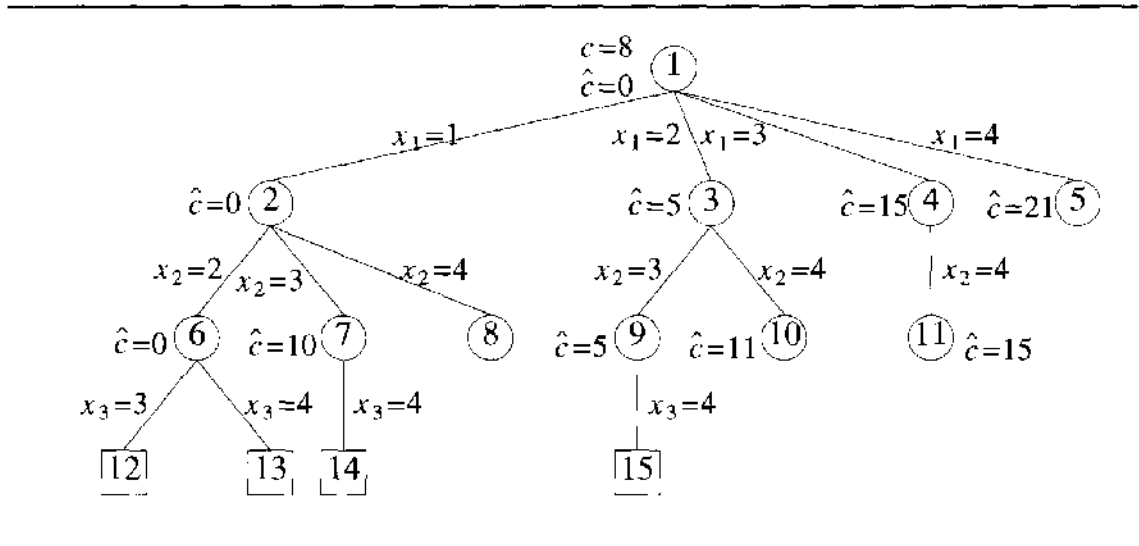 c=8
ĉ=0
1
x₁=1
x₁=2
x₁=3
x₁=4
ĉ=0
2
ĉ=5
3
ĉ=15
4
ĉ=21
5
x₂=2
x₂=3
x₂=4
x₂=3
x₂=4
x₂=4
ĉ=0
6
ĉ=10
7
8
ĉ=5
9
ĉ=11
10
11
ĉ=15
x₃=3
x₃=4
x₃=4
x₃=4
12
13
14
15